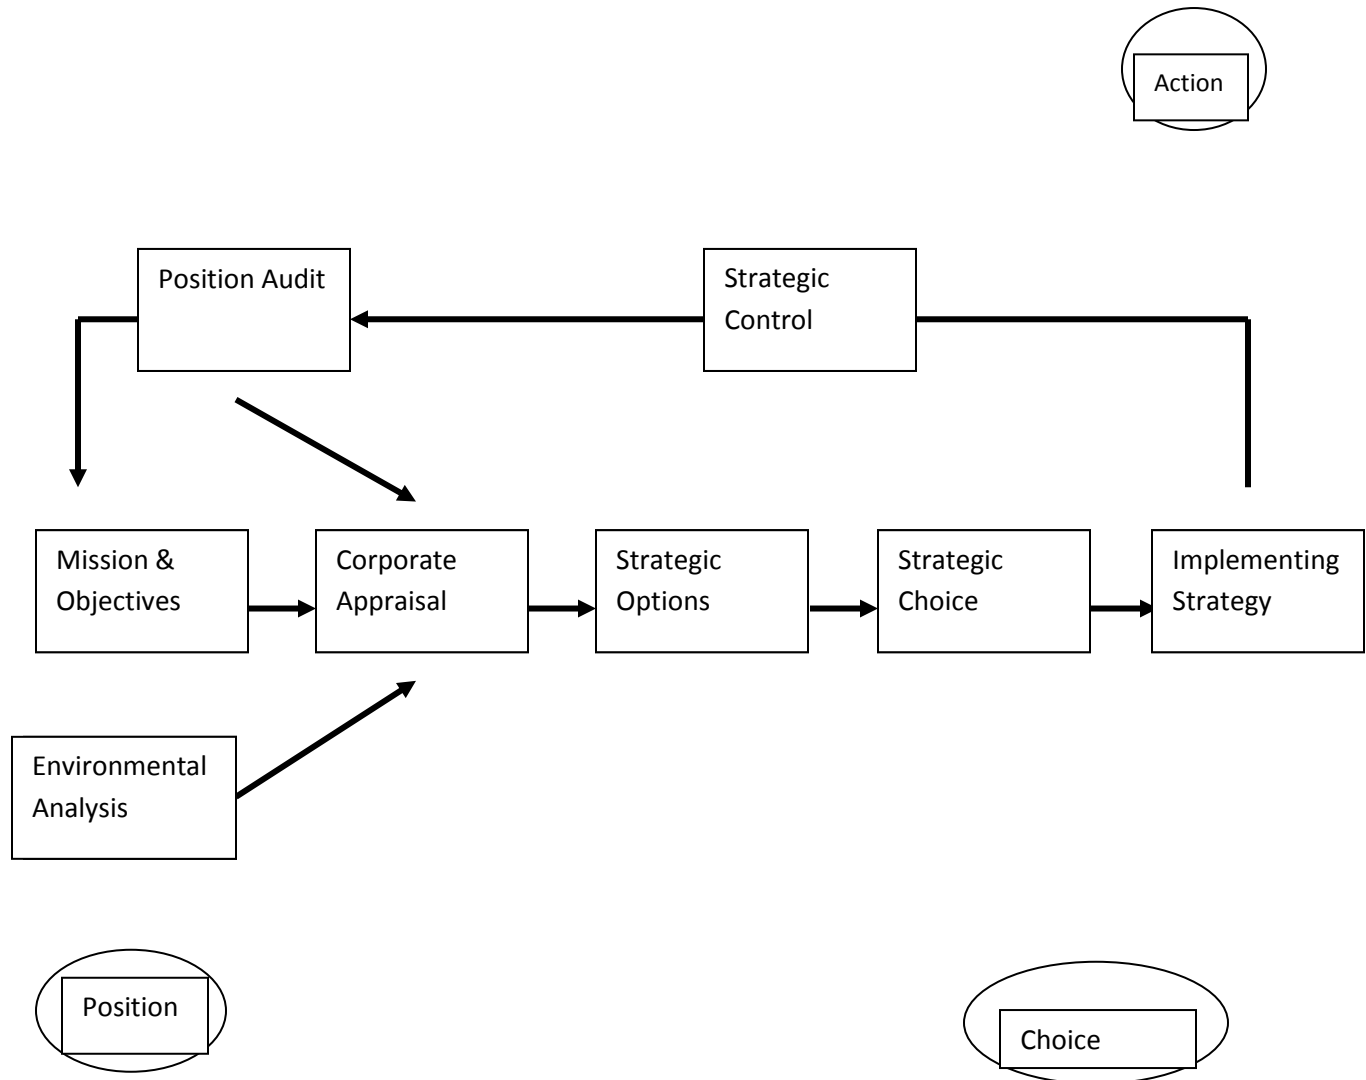 Action
Position Audit
Strategic
Control
Mission &
Objectives
Corporate
Appraisal
Strategic
Options
Strategic
Choice
Implementing
Strategy
Environmental
Analysis
Position
Choice